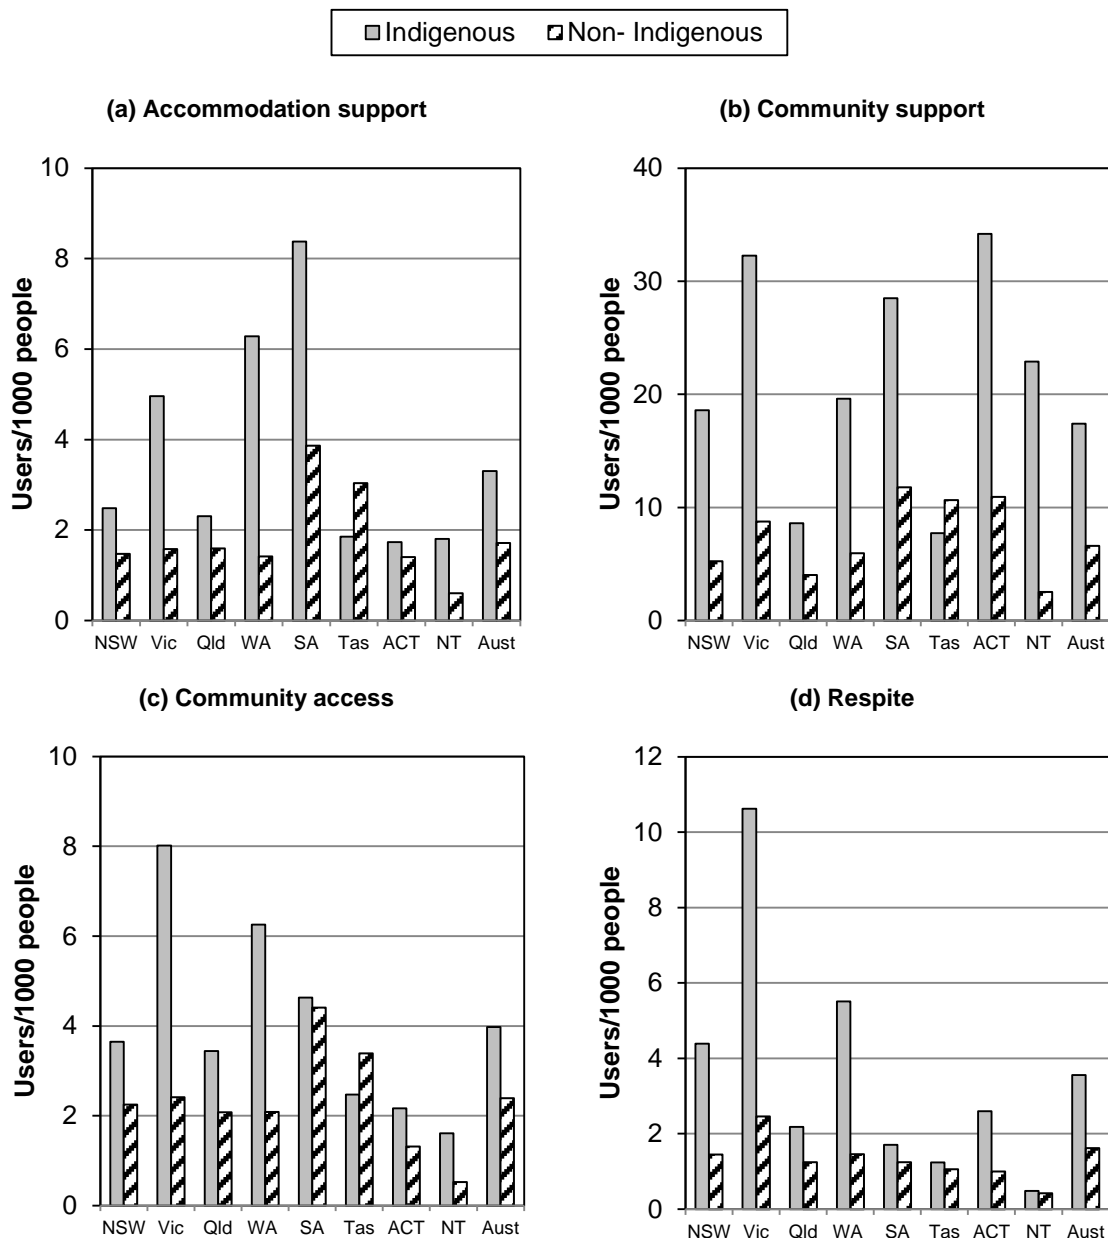 Indigenous Non- Indigenous
(a) Accommodation support
10
8
6
4
2
0
Users/1000 people
NSW Vic Qld WA SA Tas ACT NT Aust
(b) Community support
40
30
20
10
0
Users/1000 people
NSW Vic Qld WA SA Tas ACT NT Aust
(c) Community access
10
8
6
4
2
0
Users/1000 people
NSW Vic Qld WA SA Tas ACT NT Aust
(d) Respite
12
10
8
6
4
2
0
Users/1000 people
NSW Vic Qld WA SA Tas ACT NT Aust